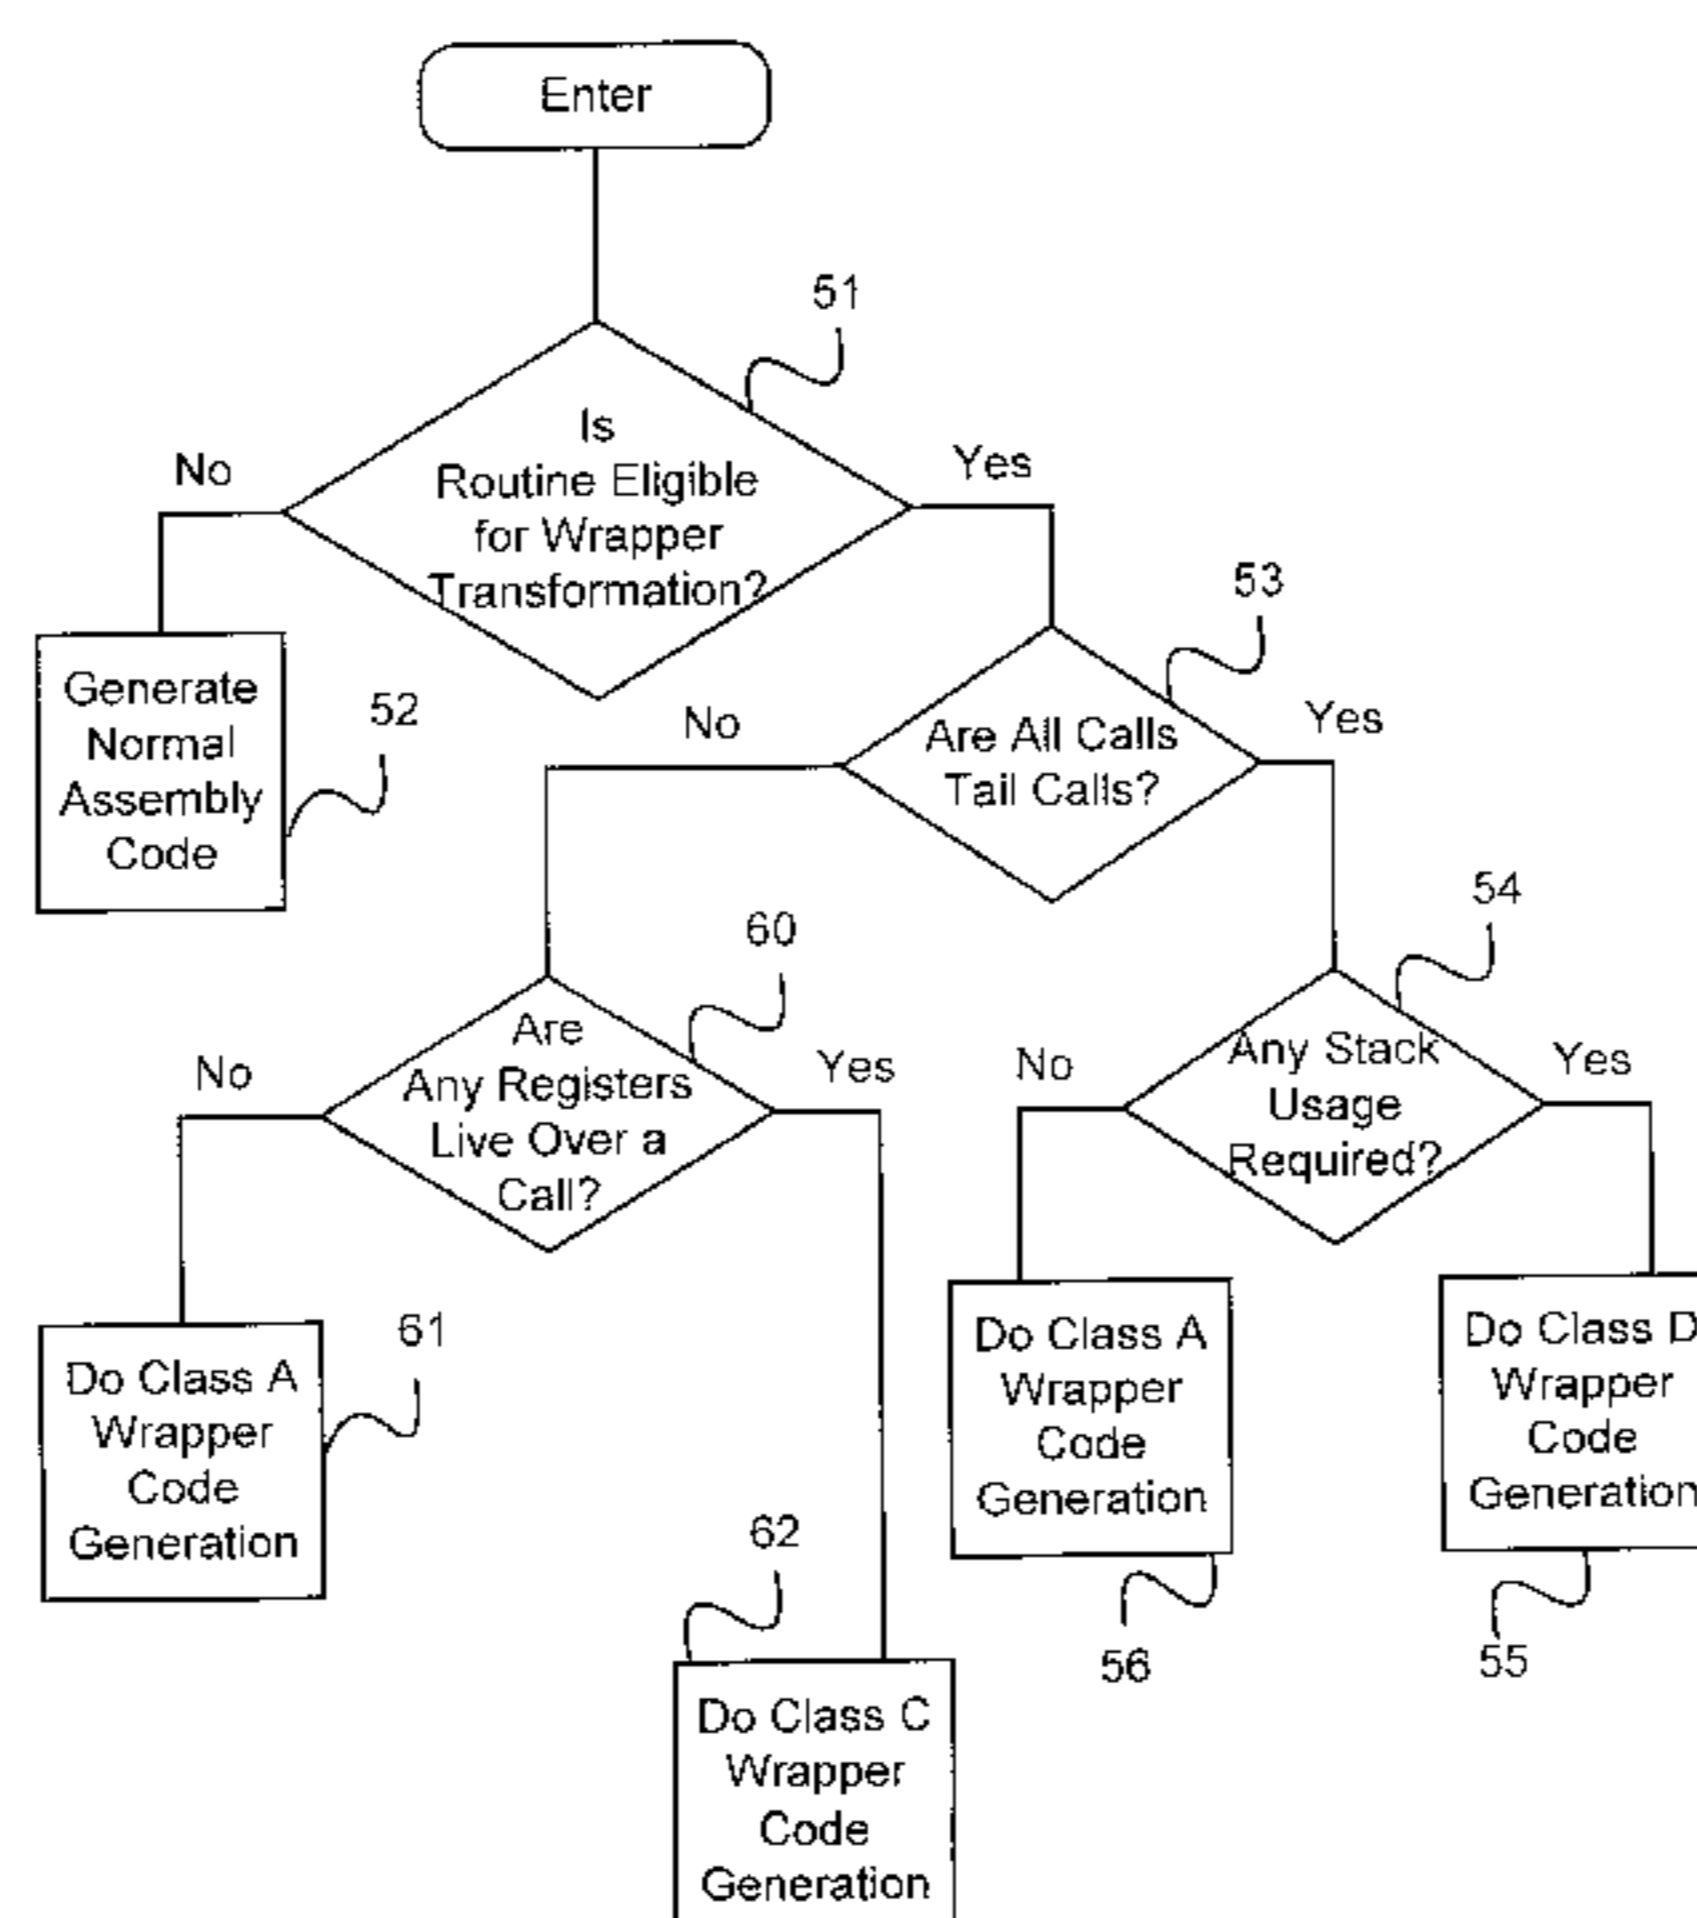 Enter
51
Is
Routine Eligible
for Wrapper
Transformation?
No
Yes
53
Generate
Normal
Assembly
Code
52
No
Are All Calls
Tail Calls?
Yes
54
60
Are
Any Registers
Live Over a
Call?
No
Yes
Any Stack
Usage
Required?
No
Yes
61
Do Class A
Wrapper
Code
Generation
62
Do Class C
Wrapper
Code
Generation
Do Class A
Wrapper
Code
Generation
56
Do Class D
Wrapper
Code
Generation
55